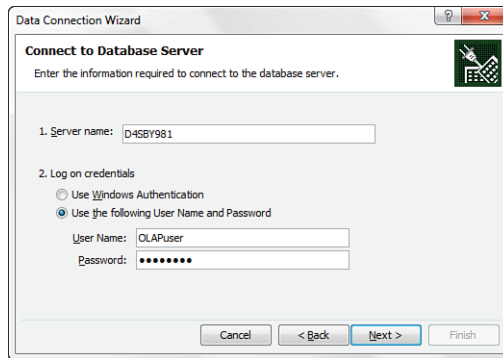 Data Connection Wizard
Connect to Database Server
Enter the information required to connect to the database server.
1. Server name: D4SBY981
2. Log on credentials
Use Windows Authentication
Use the following User Name and Password
User Name: OLAPuser
Password: ••••••••
Cancel < Back Next > Finish